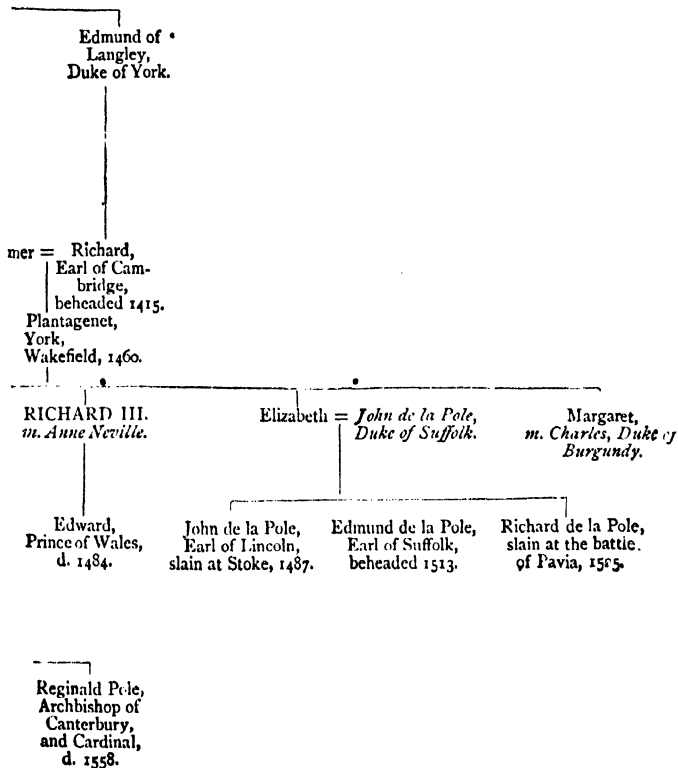 Edmund of
Langley,
Duke of York.
mer = Richard,
Earl of Cam-
bridge,
beheaded 1415.
Plantagenet,
York,
Wakefield, 1460.
RICHARD III.
m. Anne Neville.
Elizabeth = John de la Pole,
Duke of Suffolk.
Margaret,
m. Charles, Duke of
Burgundy.
Edward,
Prince of Wales,
d. 1484.
John de la Pole,
Earl of Lincoln,
slain at Stoke, 1487.
Edmund de la Pole,
Earl of Suffolk,
beheaded 1513.
Richard de la Pole,
slain at the battle
of Pavia, 1525.
Reginald Pole,
Archbishop of
Canterbury,
and Cardinal,
d. 1558.